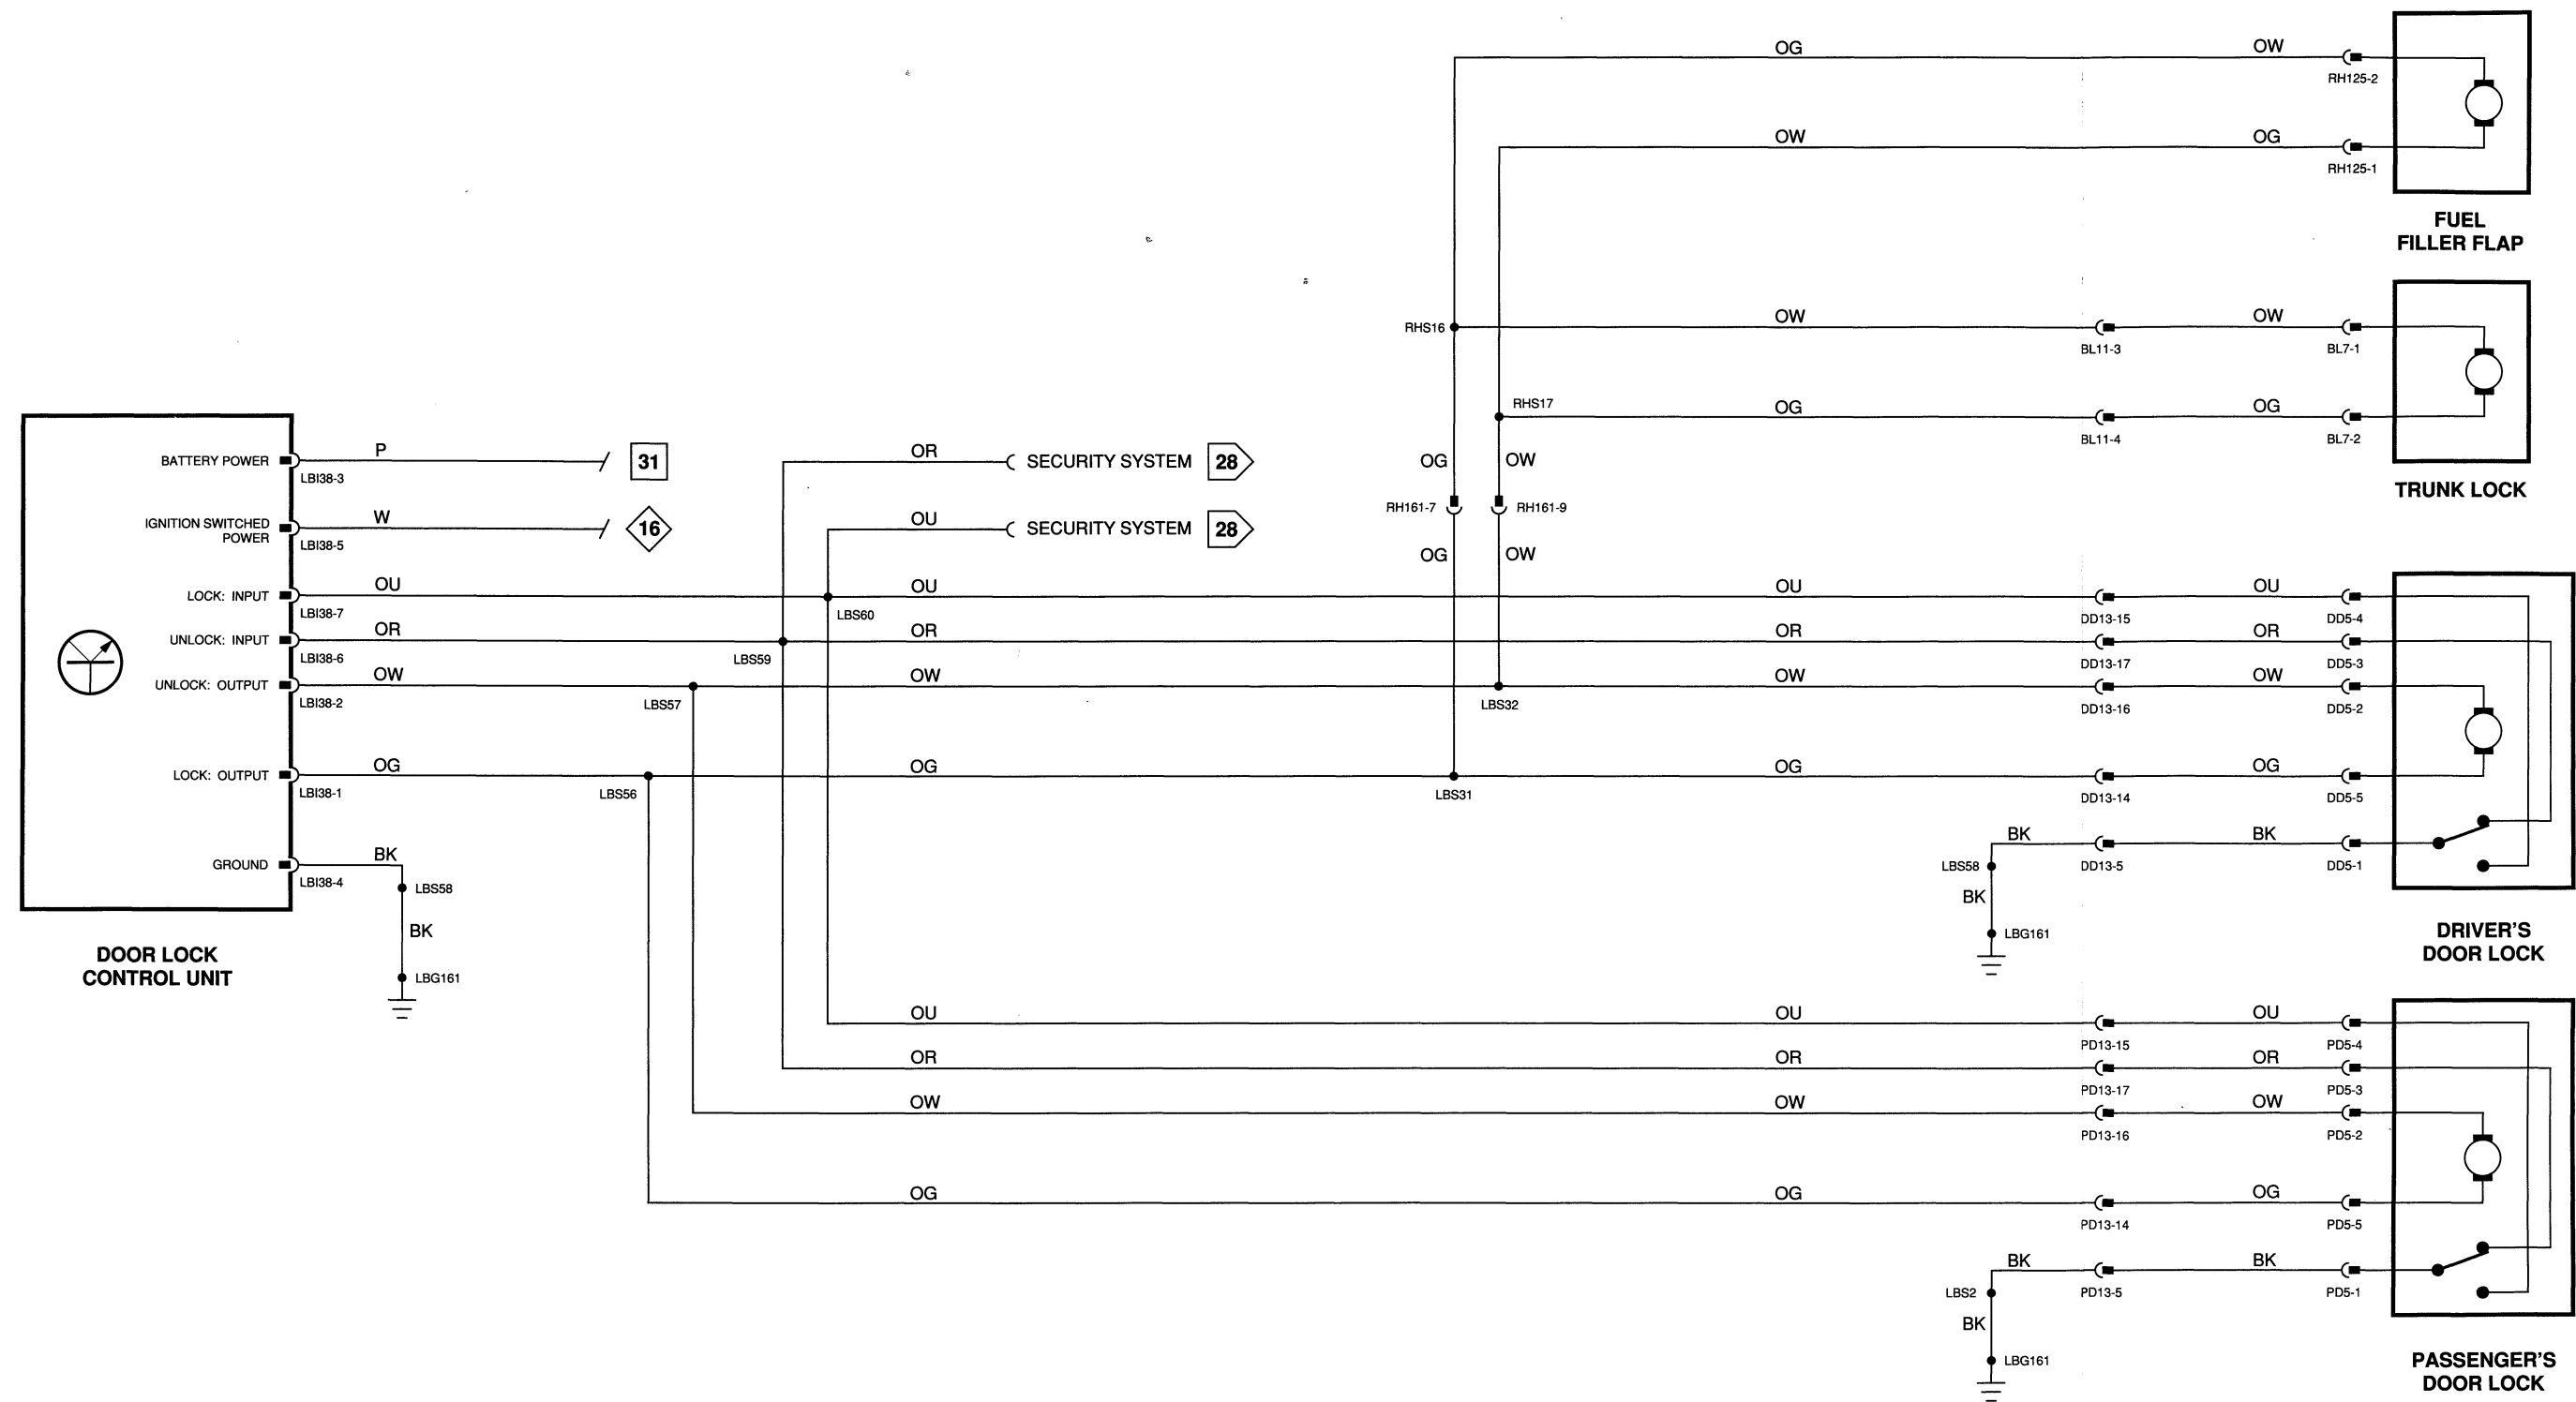 OG
OW
RH125-2
OW
OG
RH125-1
FUEL
FILLER FLAP
RHS16
OW
BL11-3
OW
BL7-1
RHS17
OG
BL11-4
OG
BL7-2
TRUNK LOCK
OG
OW
RH161-7
RH161-9
OG
OW
BATTERY POWER
LBI38-3
P
31
IGNITION SWITCHED
POWER
LBI38-5
W
16
OR
SECURITY SYSTEM
28
OU
SECURITY SYSTEM
28
LOCK: INPUT
LBI38-7
OU
LBS60
OU
OU
DD13-15
OU
DD5-4
UNLOCK: INPUT
LBI38-6
OR
LBS59
OR
OR
DD13-17
OR
DD5-3
UNLOCK: OUTPUT
LBI38-2
OW
LBS57
OW
LBS32
OW
DD13-16
OW
DD5-2
LOCK: OUTPUT
LBI38-1
OG
LBS56
OG
LBS31
OG
DD13-14
OG
DD5-5
GROUND
LBI38-4
BK
LBS58
BK
LBG161
DOOR LOCK
CONTROL UNIT
BK
DD13-5
BK
DD5-1
LBS58
BK
LBG161
DRIVER'S
DOOR LOCK
OU
OU
PD13-15
OU
PD5-4
OR
OR
PD13-17
OR
PD5-3
OW
OW
PD13-16
OW
PD5-2
OG
OG
PD13-14
OG
PD5-5
BK
PD13-5
BK
PD5-1
LBS2
BK
LBG161
PASSENGER'S
DOOR LOCK